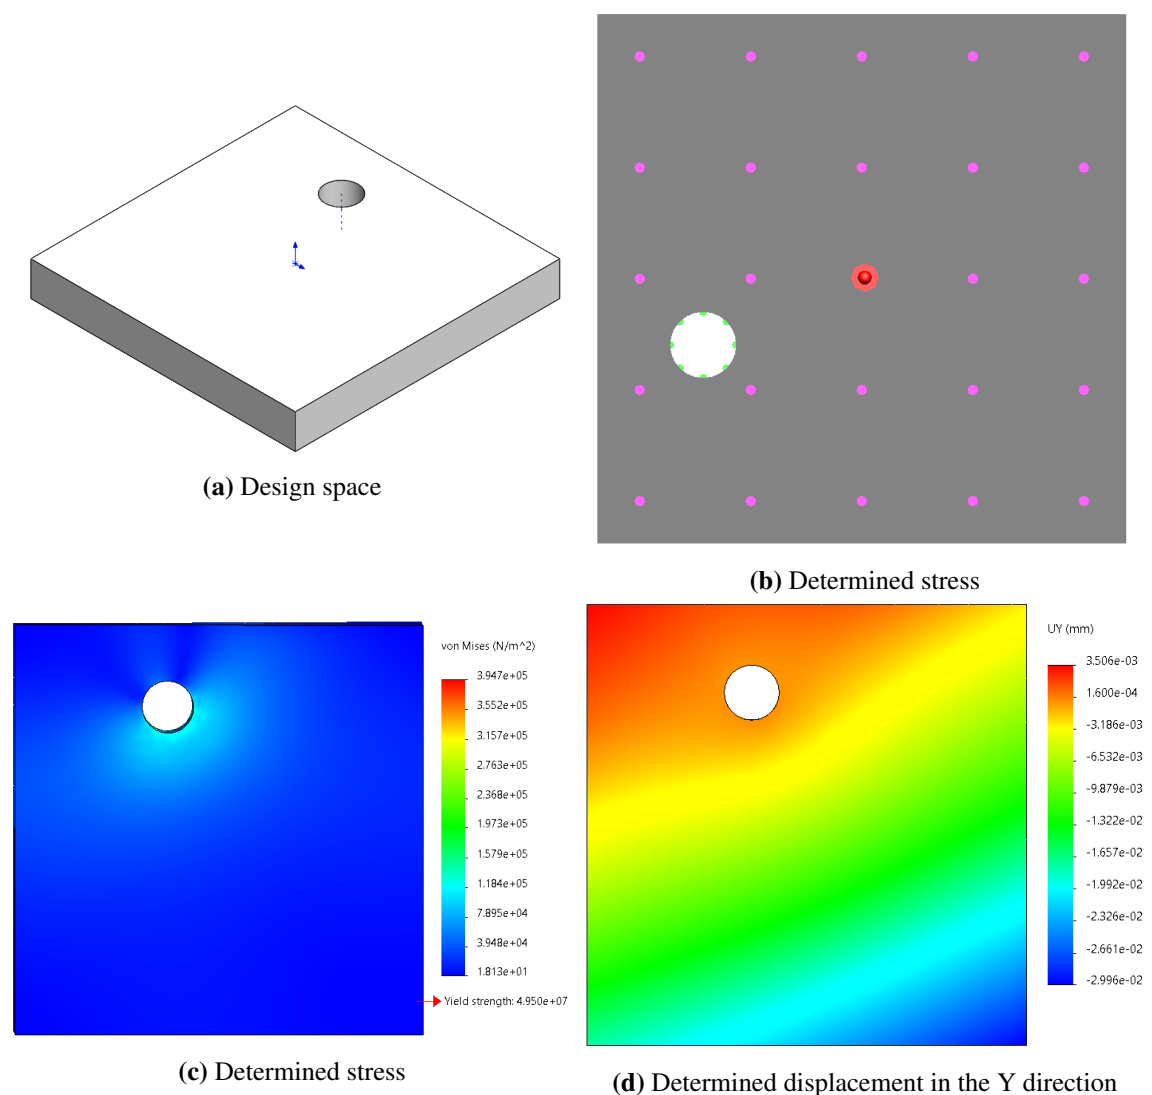 (a) Design space
(b) Determined stress
von Mises (N/m^2)
3.947e+05
3.552e+05
3.157e+05
2.763e+05
2.368e+05
1.973e+05
1.579e+05
1.184e+05
7.895e+04
3.948e+04
1.813e+01
Yield strength: 4.950e+07
(c) Determined stress
UY (mm)
3.506e-03
1.600e-04
-3.186e-03
-6.532e-03
-9.879e-03
-1.322e-02
-1.657e-02
-1.992e-02
-2.326e-02
-2.661e-02
-2.996e-02
(d) Determined displacement in the Y direction